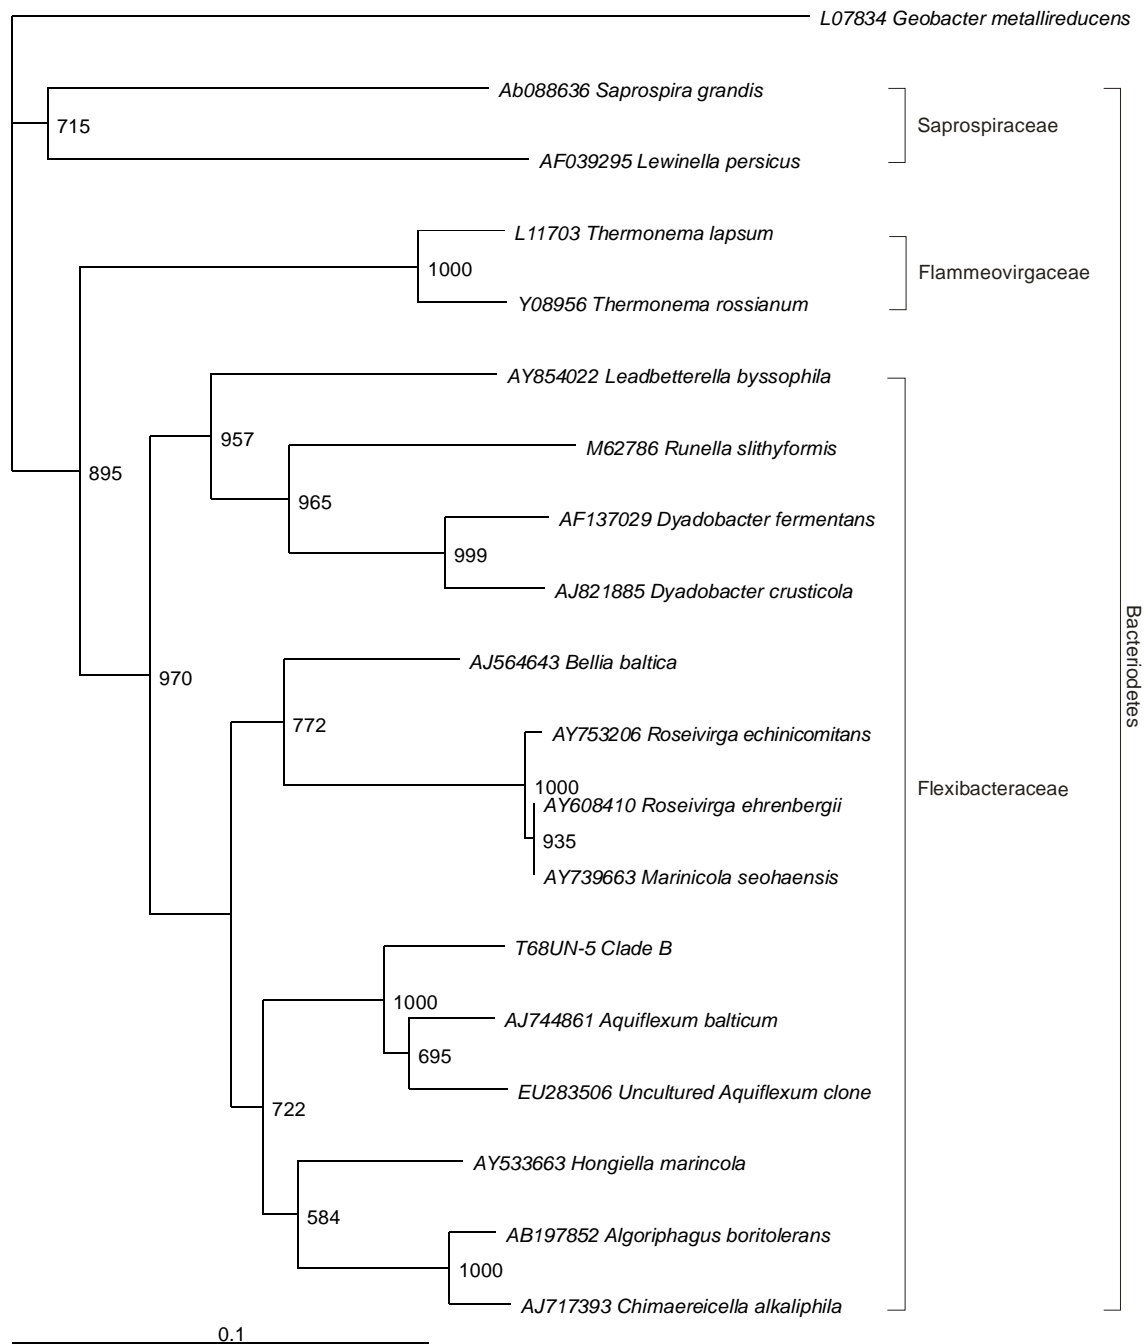 L07834 Geobacter metallireducens
Ab088636 Saprospira grandis
715
Saprospiraceae
AF039295 Lewinella persicus
L11703 Thermonema lapsum
1000
Flammeovirgaceae
Y08956 Thermonema rossianum
AY854022 Leadbetterella byssophila
957
M62786 Runella slithyformis
895
965
AF137029 Dyadobacter fermentans
999
AJ821885 Dyadobacter crusticola
Bacteriodetes
AJ564643 Bellia baltica
970
772
AY753206 Roseivirga echinicomitans
1000
Flexibacteraceae
AY608410 Roseivirga ehrenbergii
935
AY739663 Marinicola seohaensis
T68UN-5 Clade B
1000
AJ744861 Aquiflexum balticum
695
EU283506 Uncultured Aquiflexum clone
722
AY533663 Hongiella marincola
584
AB197852 Algoriphagus boritolerans
1000
AJ717393 Chimaereicella alkaliphila
0.1